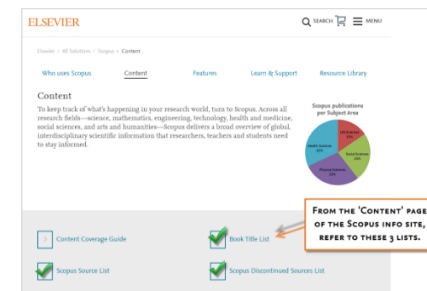 ELSEVIER
SEARCH
MENU
Elsevier > All Solutions > Scopus > Content
Who uses Scopus
Content
Features
Learn & Support
Resource Library
Content
To keep track of what's happening in your research world, turn to Scopus. Across all
research fields—science, mathematics, engineering, technology, health and medicine,
social sciences, and arts and humanities—Scopus delivers a broad overview of global,
interdisciplinary scientific information that researchers, teachers and students need
to stay informed.
Scopus publications
per Subject Area
Health Sciences
Physical Sciences
Social Sciences
FROM THE 'CONTENT' PAGE
OF THE SCOPUS INFO SITE,
REFER TO THESE 3 LISTS.
Content Coverage Guide
Book Title List
Scopus Source List
Scopus Discontinued Sources List